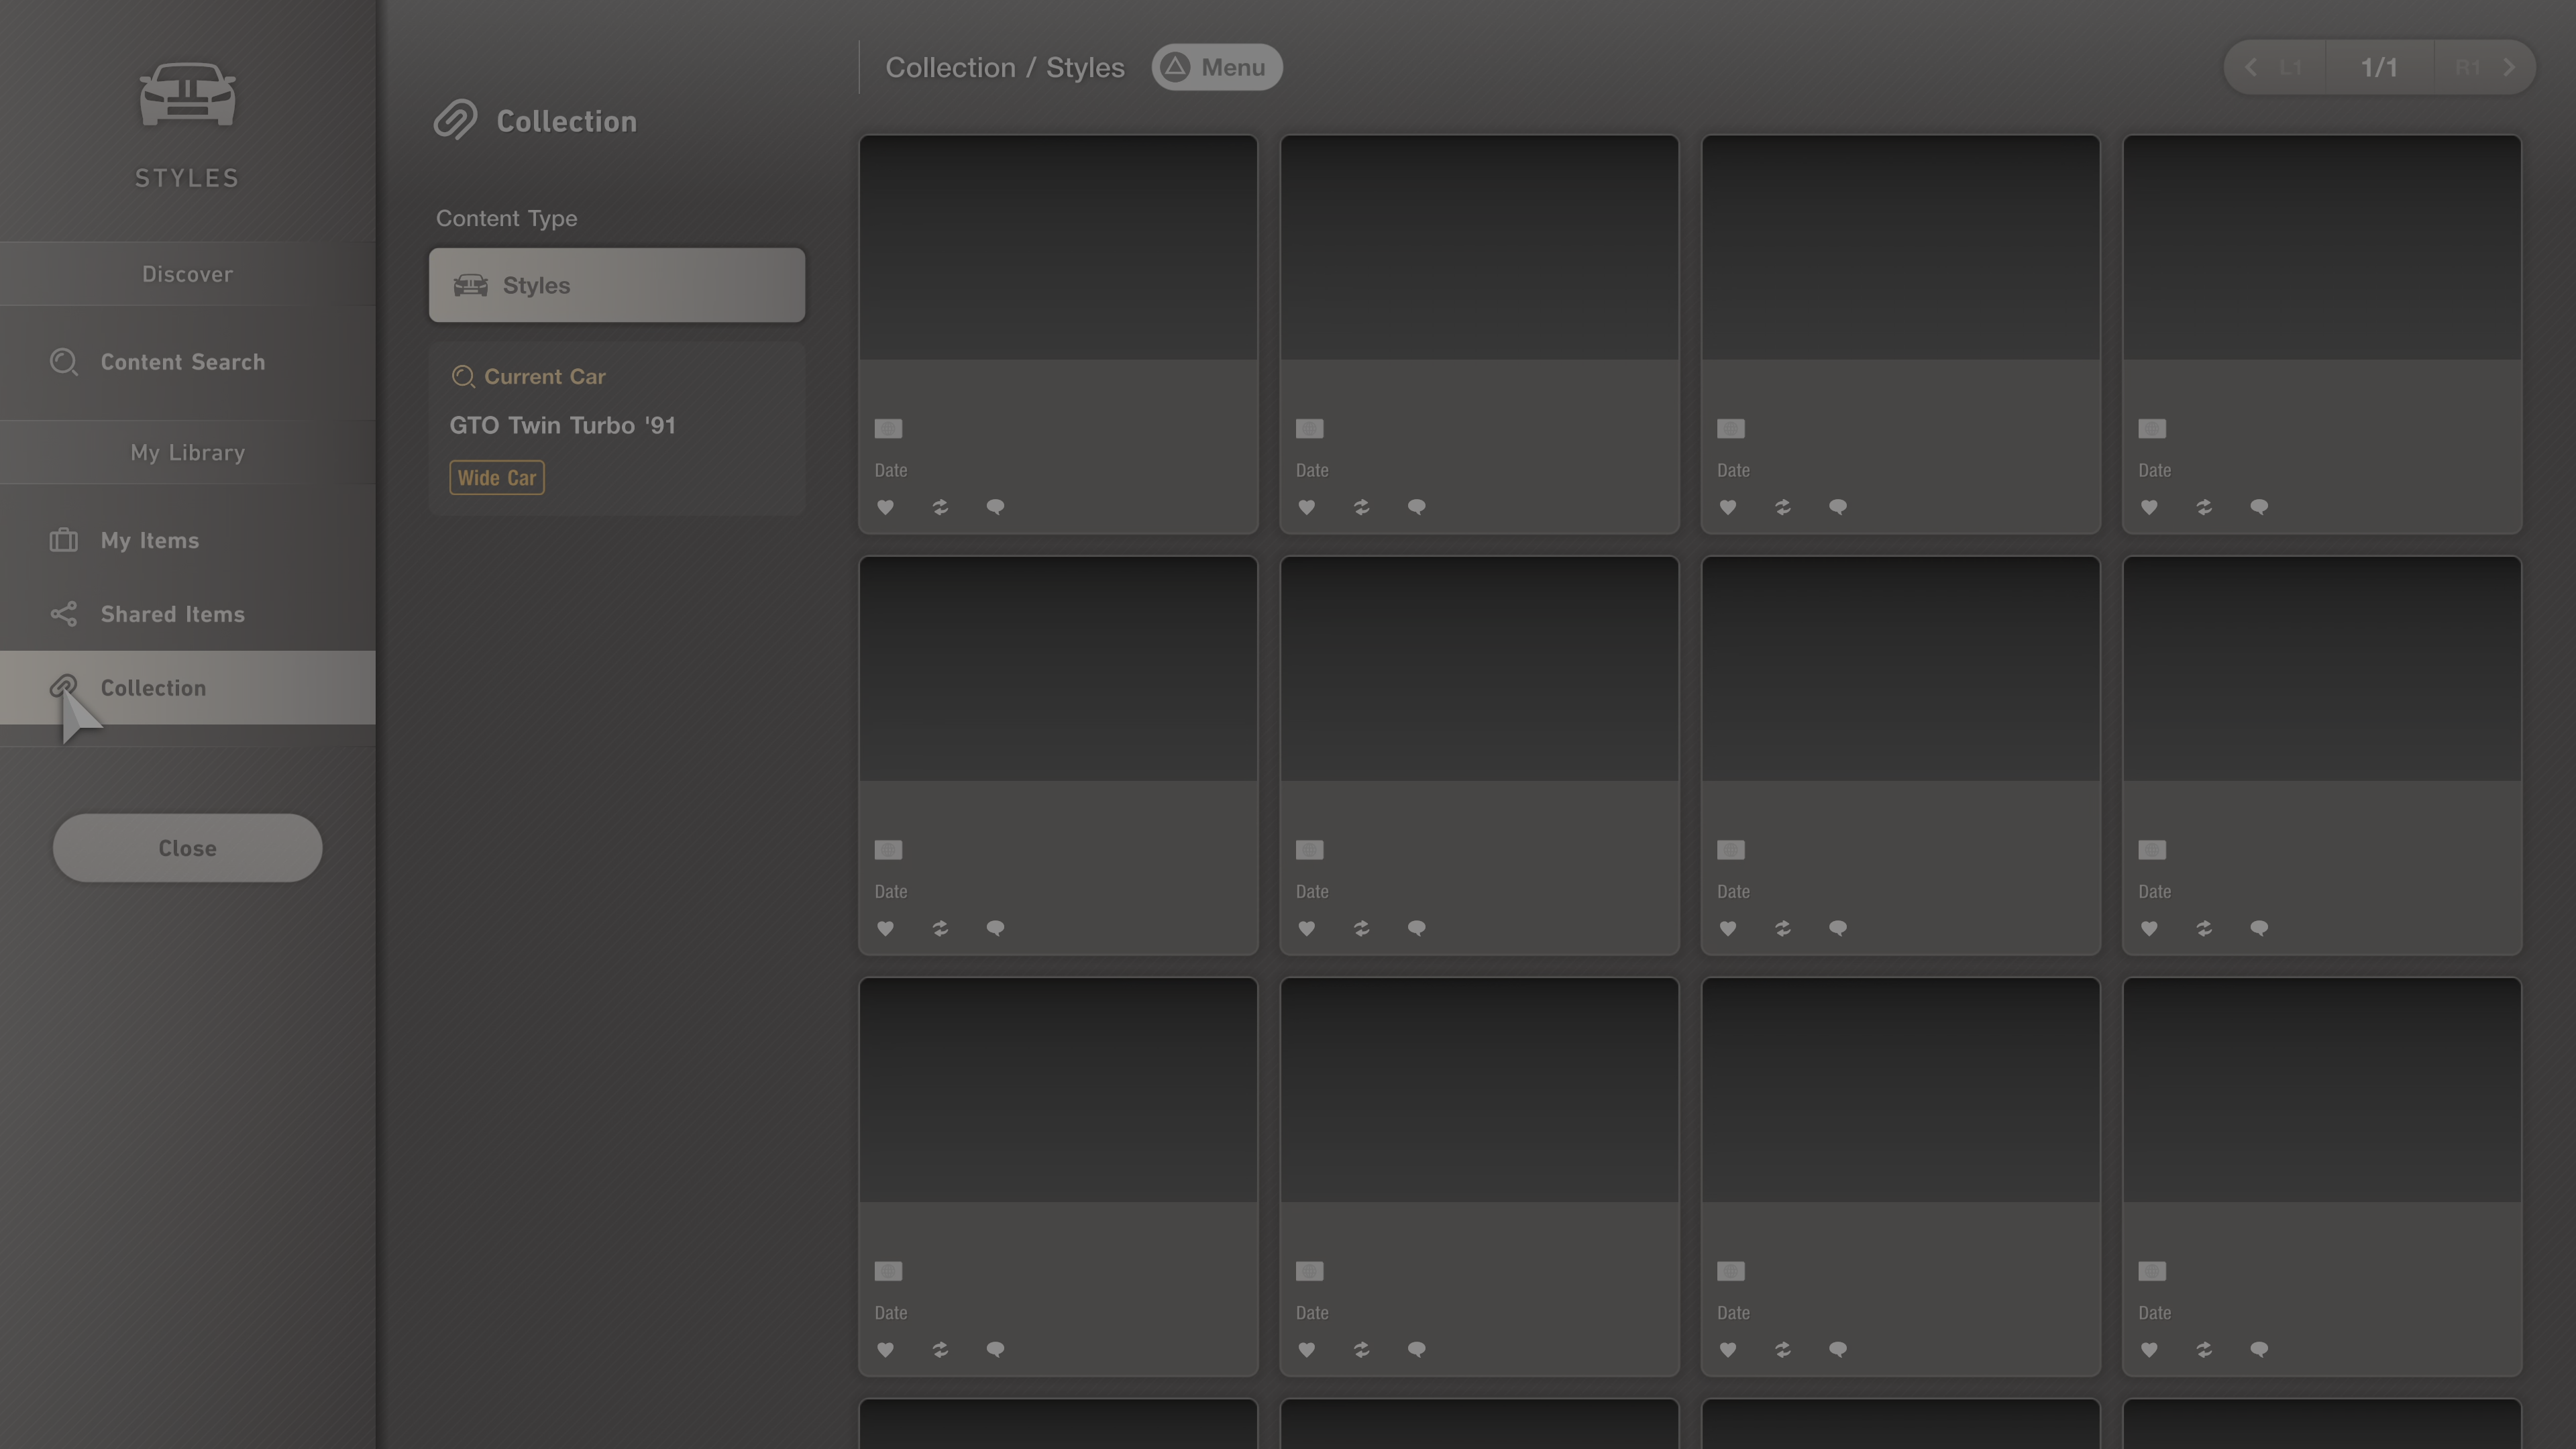 STYLES
Discover
Content Search
My Library
My Items
Shared Items
Collection
Close
Collection
Content Type
Styles
Current Car
GTO Twin Turbo '91
Wide Car
Collection / Styles
Menu
L1
1/1
R1
Date
Date
Date
Date
Date
Date
Date
Date
Date
Date
Date
Date